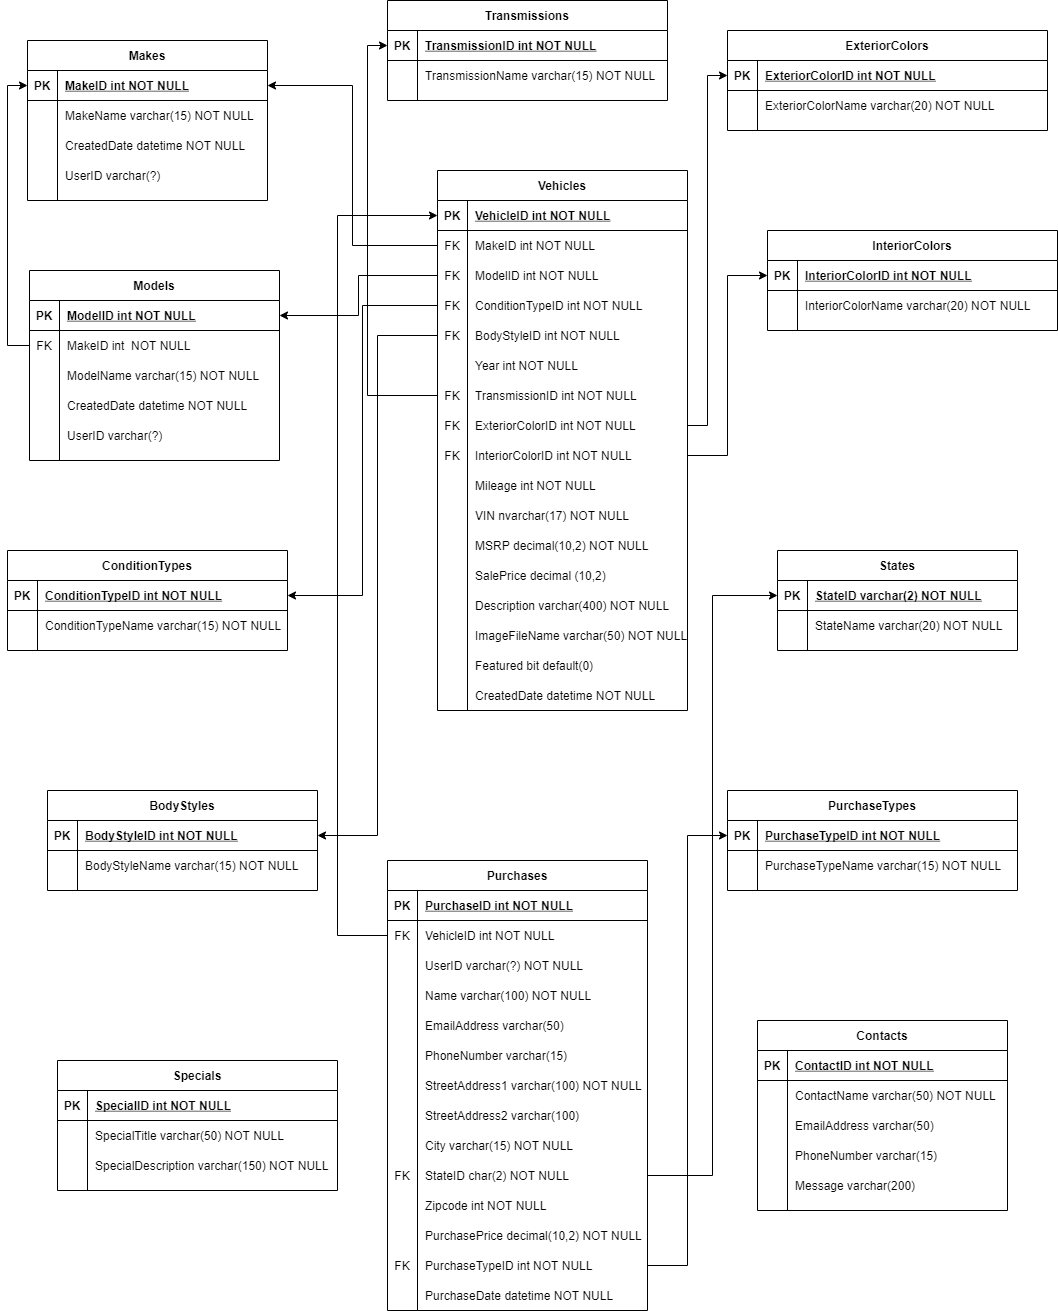 Transmissions
PK TransmissionID int NOT NULL
TransmissionName varchar(15) NOT NULL
Makes
PK MakeID int NOT NULL
MakeName varchar(15) NOT NULL
CreatedDate datetime NOT NULL
UserID varchar(?)
ExteriorColors
PK ExteriorColorID int NOT NULL
ExteriorColorName varchar(20) NOT NULL
Vehicles
PK VehicleID int NOT NULL
FK MakeID int NOT NULL
FK ModelID int NOT NULL
FK ConditionTypeID int NOT NULL
FK BodyStyleID int NOT NULL
Year int NOT NULL
FK TransmissionID int NOT NULL
FK ExteriorColorID int NOT NULL
FK InteriorColorID int NOT NULL
Mileage int NOT NULL
VIN nvarchar(17) NOT NULL
MSRP decimal(10,2) NOT NULL
SalePrice decimal (10,2)
Description varchar(400) NOT NULL
ImageFileName varchar(50) NOT NULL
Featured bit default(0)
CreatedDate datetime NOT NULL
InteriorColors
PK InteriorColorID int NOT NULL
InteriorColorName varchar(20) NOT NULL
Models
PK ModelID int NOT NULL
FK MakeID int  NOT NULL
ModelName varchar(15) NOT NULL
CreatedDate datetime NOT NULL
UserID varchar(?)
ConditionTypes
PK ConditionTypeID int NOT NULL
ConditionTypeName varchar(15) NOT NULL
States
PK StateID varchar(2) NOT NULL
StateName varchar(20) NOT NULL
BodyStyles
PK BodyStyleID int NOT NULL
BodyStyleName varchar(15) NOT NULL
PurchaseTypes
PK PurchaseTypeID int NOT NULL
PurchaseTypeName varchar(15) NOT NULL
Purchases
PK PurchaseID int NOT NULL
FK VehicleID int NOT NULL
UserID varchar(?) NOT NULL
Name varchar(100) NOT NULL
EmailAddress varchar(50)
PhoneNumber varchar(15)
StreetAddress1 varchar(100) NOT NULL
StreetAddress2 varchar(100)
City varchar(15) NOT NULL
FK StateID char(2) NOT NULL
Zipcode int NOT NULL
PurchasePrice decimal(10,2) NOT NULL
FK PurchaseTypeID int NOT NULL
PurchaseDate datetime NOT NULL
Contacts
PK ContactID int NOT NULL
ContactName varchar(50) NOT NULL
EmailAddress varchar(50)
PhoneNumber varchar(15)
Message varchar(200)
Specials
PK SpecialID int NOT NULL
SpecialTitle varchar(50) NOT NULL
SpecialDescription varchar(150) NOT NULL